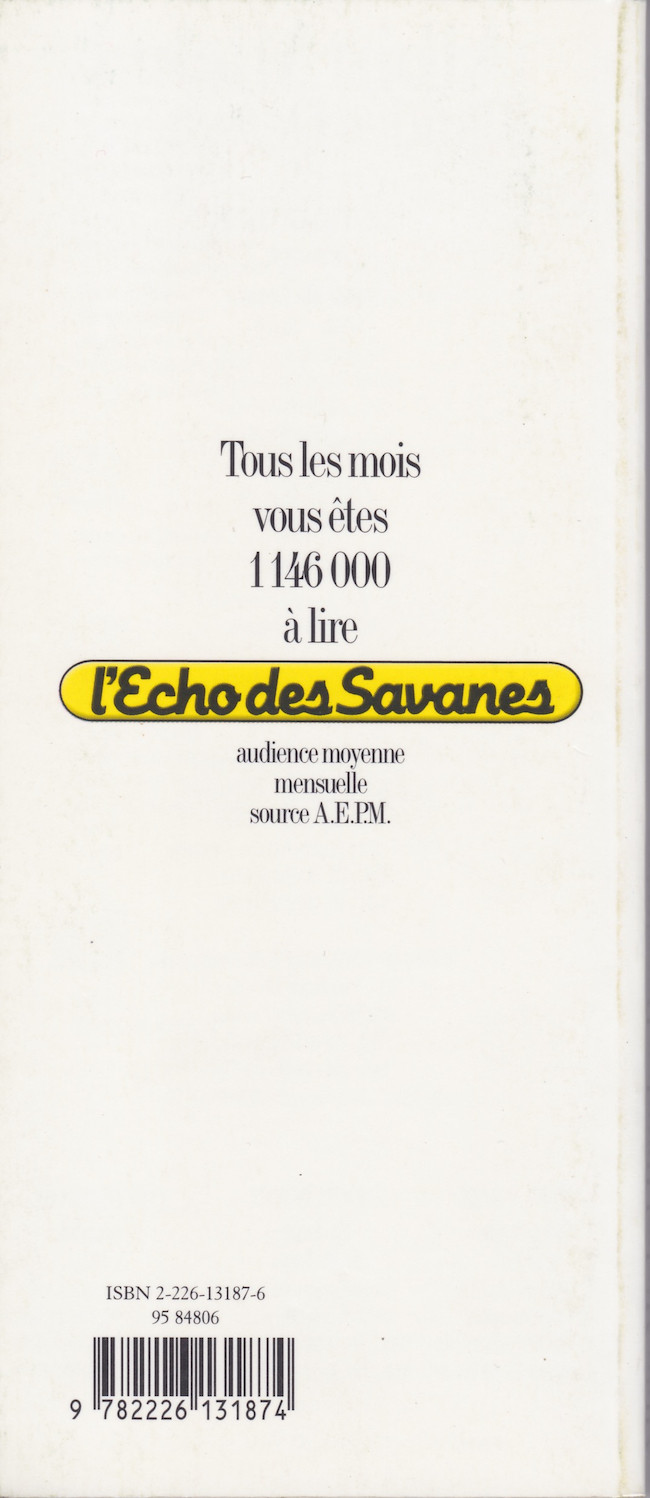 Tous les mois
vous êtes
1 146 000
à lire
l'Echo des Savanes
audience moyenne
mensuelle
source A.E.P.M.
ISBN 2-226-13187-6
95 84806
9 782226 131874